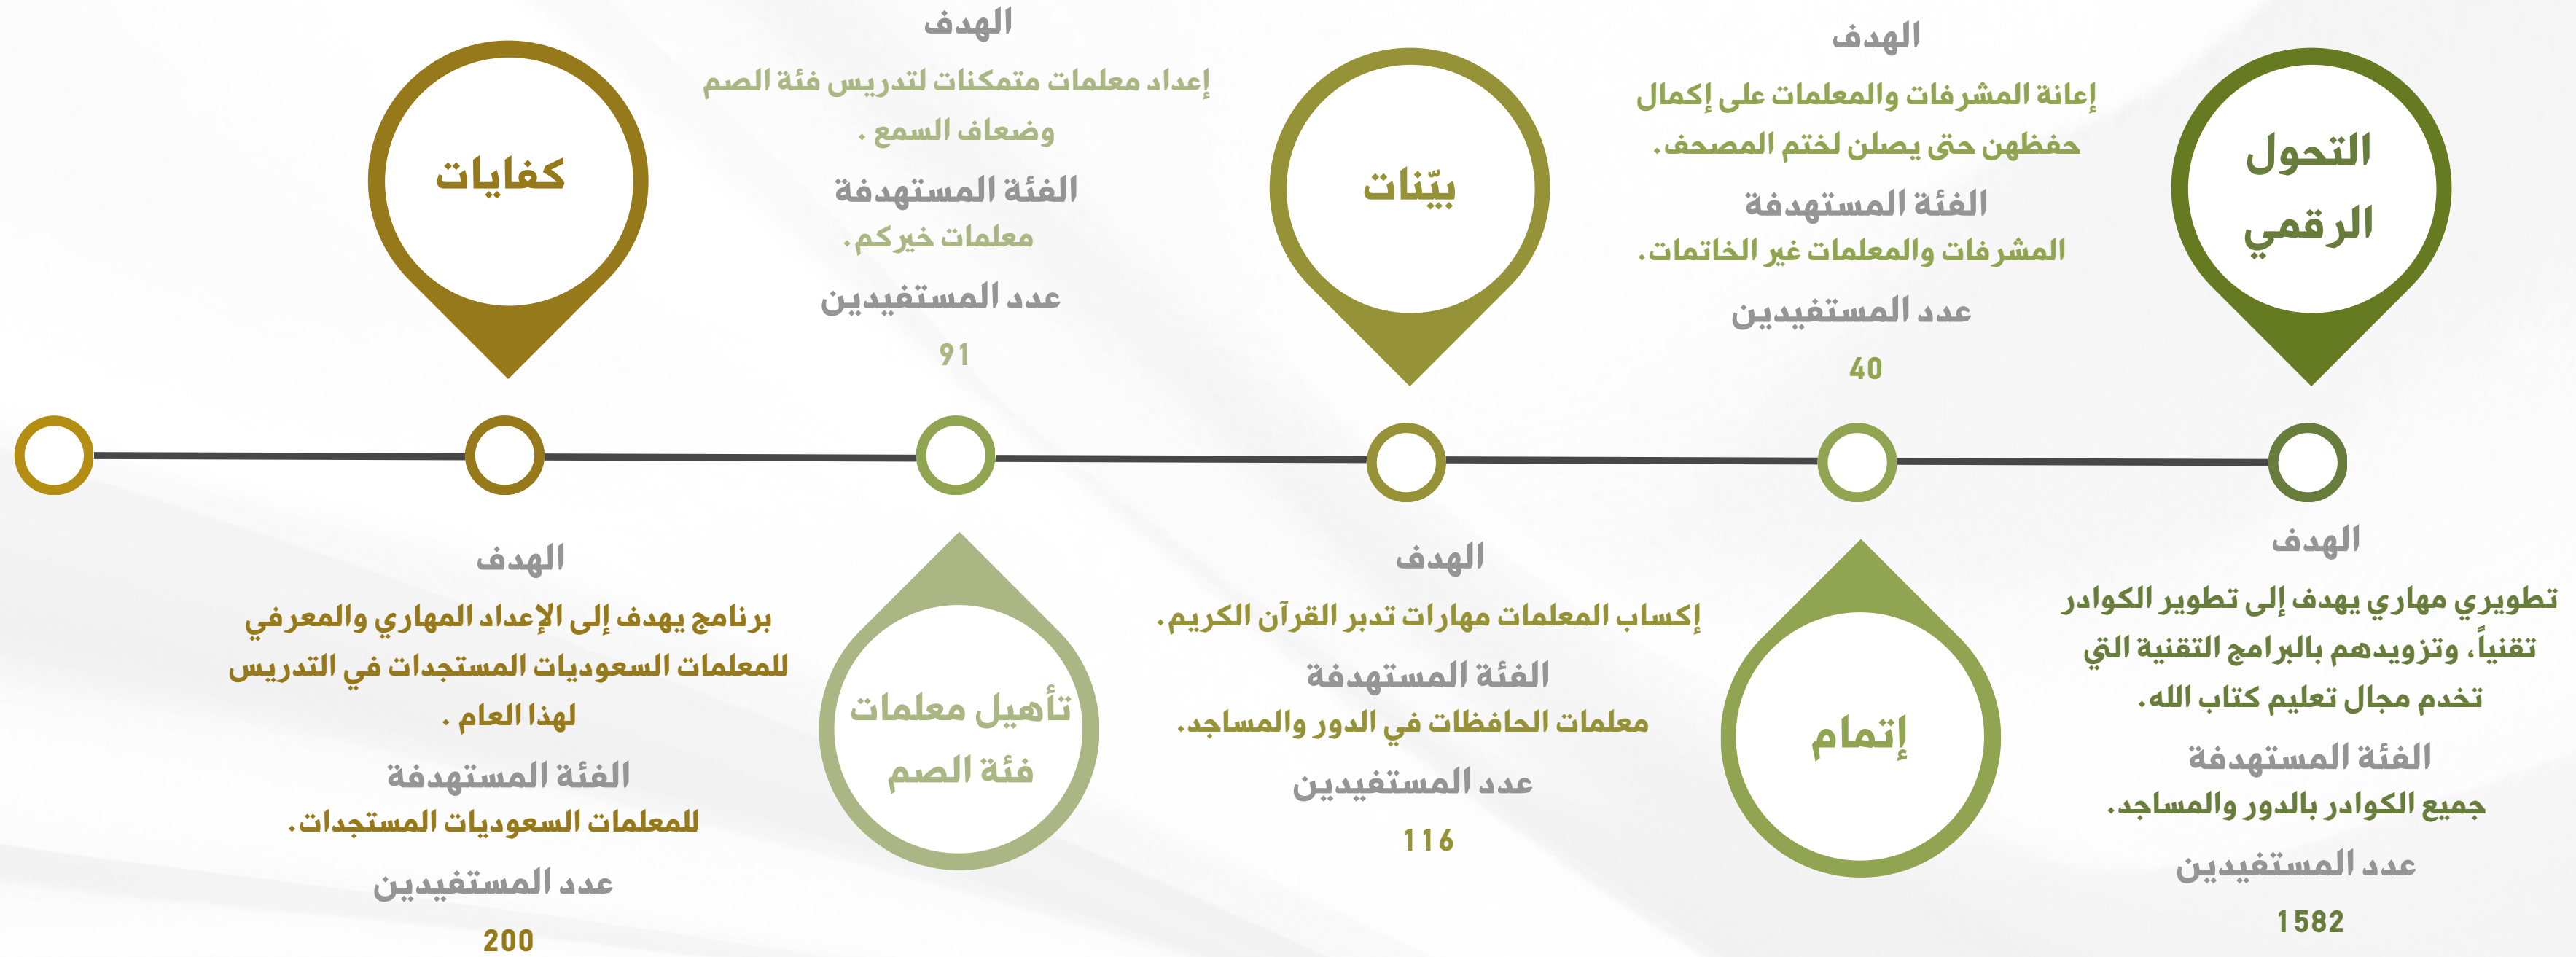 التحول
الرقمي
الهدف
تطويري مهاري يهدف إلى تطوير الكوادر
تقنياً، وتزويدهم بالبرامج التقنية التي
تخدم مجال تعليم كتاب الله.
الفئة المستهدفة
جميع الكوادر بالدور والمساجد.
عدد المستفيدين
1582
الهدف
إعانة المشرفات والمعلمات على إكمال
حفظهن حتى يصلن لختم المصحف.
الفئة المستهدفة
المشرفات والمعلمات غير الخاتمات.
عدد المستفيدين
40
إتمام
بيّنات
الهدف
إكساب المعلمات مهارات تدبر القرآن الكريم.
الفئة المستهدفة
معلمات الحافظات في الدور والمساجد.
عدد المستفيدين
116
الهدف
إعداد معلمات متمكنات لتدريس فئة الصم
وضعاف السمع .
الفئة المستهدفة
معلمات خيركم.
عدد المستفيدين
91
تأهيل معلمات
فئة الصم
كفايات
الهدف
برنامج يهدف إلى الإعداد المهاري والمعرفي
للمعلمات السعوديات المستجدات في التدريس
لهذا العام .
الفئة المستهدفة
للمعلمات السعوديات المستجدات.
عدد المستفيدين
200